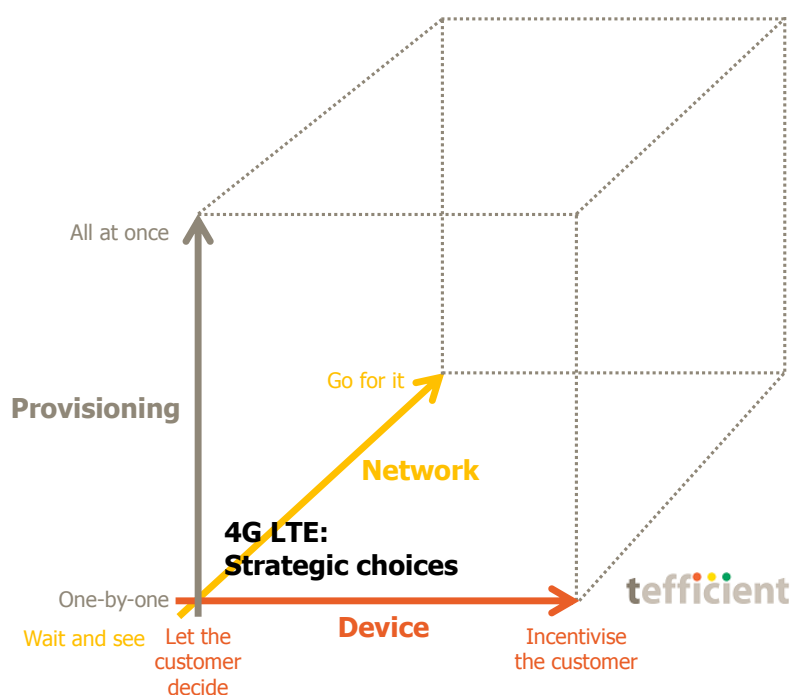 All at once
Go for it
Provisioning
Network
4G LTE:
Strategic choices
One-by-one
tefficient
Wait and see
Let the
customer
decide
Device
Incentivise
the customer